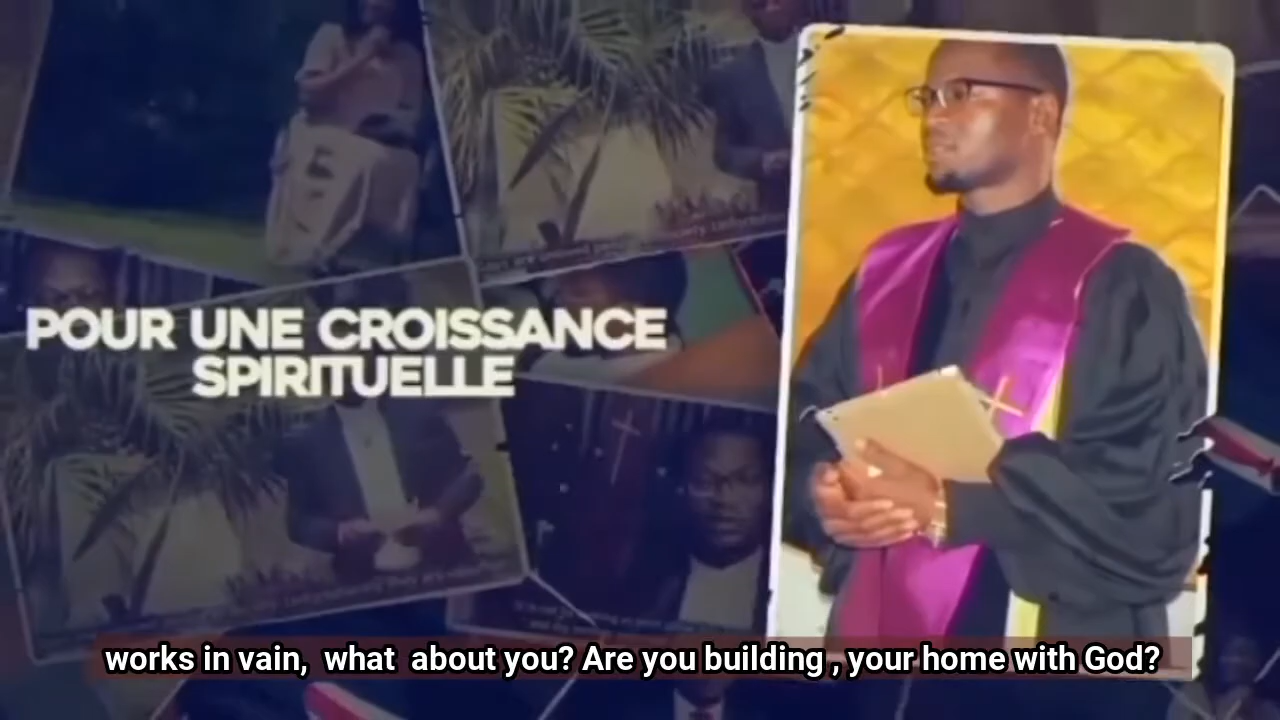 POUR UNE CROISSANCE
SPIRITUELLE
works in vain, what about you? Are you building , your home with God?